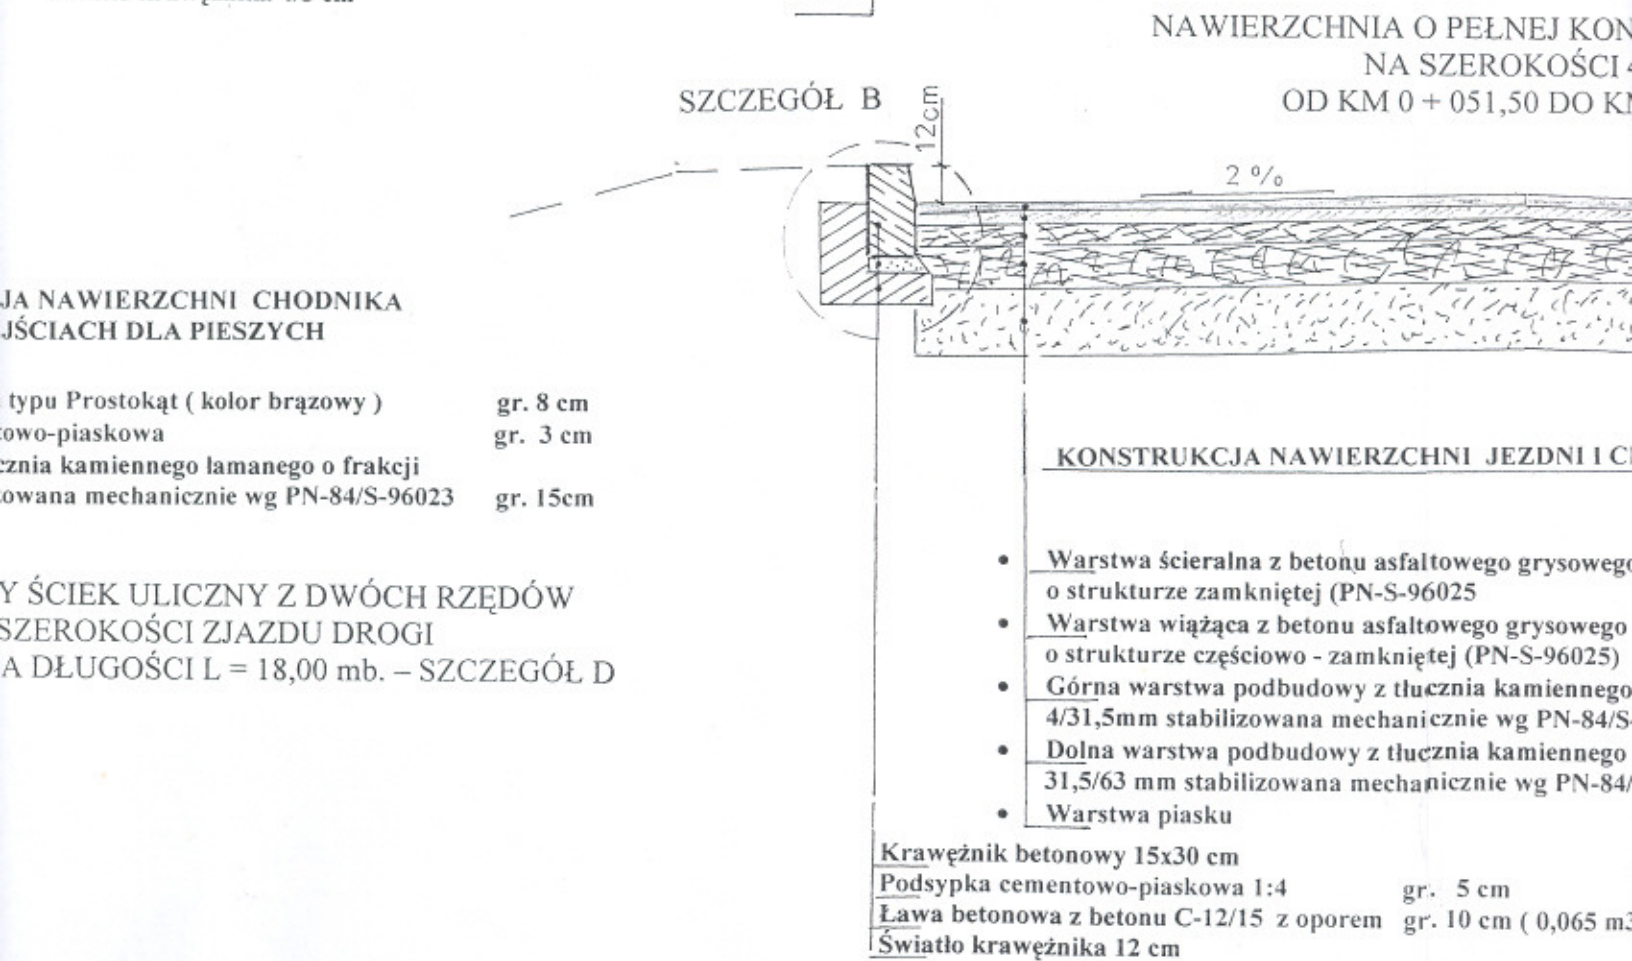 NAWIERZCHNIA O PEŁNEJ KON
NA SZEROKOŚCI
OD KM 0 + 051,50 DO KM
SZCZEGÓŁ B
12cm
2 %
JA NAWIERZCHNI CHODNIKA
JŚCIACH DLA PIESZYCH
typu Prostokąt ( kolor brązowy ) gr. 8 cm
towo-piaskowa gr. 3 cm
cznia kamiennego łamanego o frakcji
owana mechanicznie wg PN-84/S-96023 gr. 15cm
Y ŚCIEK ULICZNY Z DWÓCH RZĘDÓW
SZEROKOŚCI ZJAZDU DROGI
A DŁUGOŚCI L = 18,00 mb. – SZCZEGÓŁ D
KONSTRUKCJA NAWIERZCHNI JEZDNI I
• Warstwa ścieralna z betonu asfaltowego grysowego
o strukturze zamkniętej (PN-S-96025
• Warstwa wiążąca z betonu asfaltowego grysowego
o strukturze częściowo - zamkniętej (PN-S-96025)
• Górna warstwa podbudowy z tłucznia kamiennego
4/31,5mm stabilizowana mechanicznie wg PN-84/S-
• Dolna warstwa podbudowy z tłucznia kamiennego
31,5/63 mm stabilizowana mechanicznie wg PN-84/
• Warstwa piasku
Krawężnik betonowy 15x30 cm
Podsypka cementowo-piaskowa 1:4 gr. 5 cm
Ława betonowa z betonu C-12/15 z oporem gr. 10 cm ( 0,065 m3
Światło krawężnika 12 cm